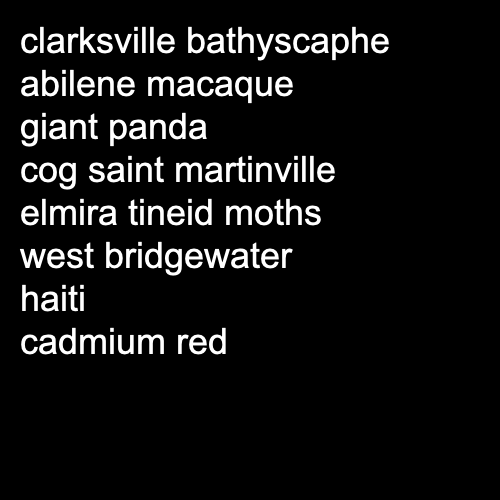 clarksville bathyscaphe
abilene macaque
giant panda
cog saint martinville
elmira tineid moths
west bridgewater
haiti
cadmium red